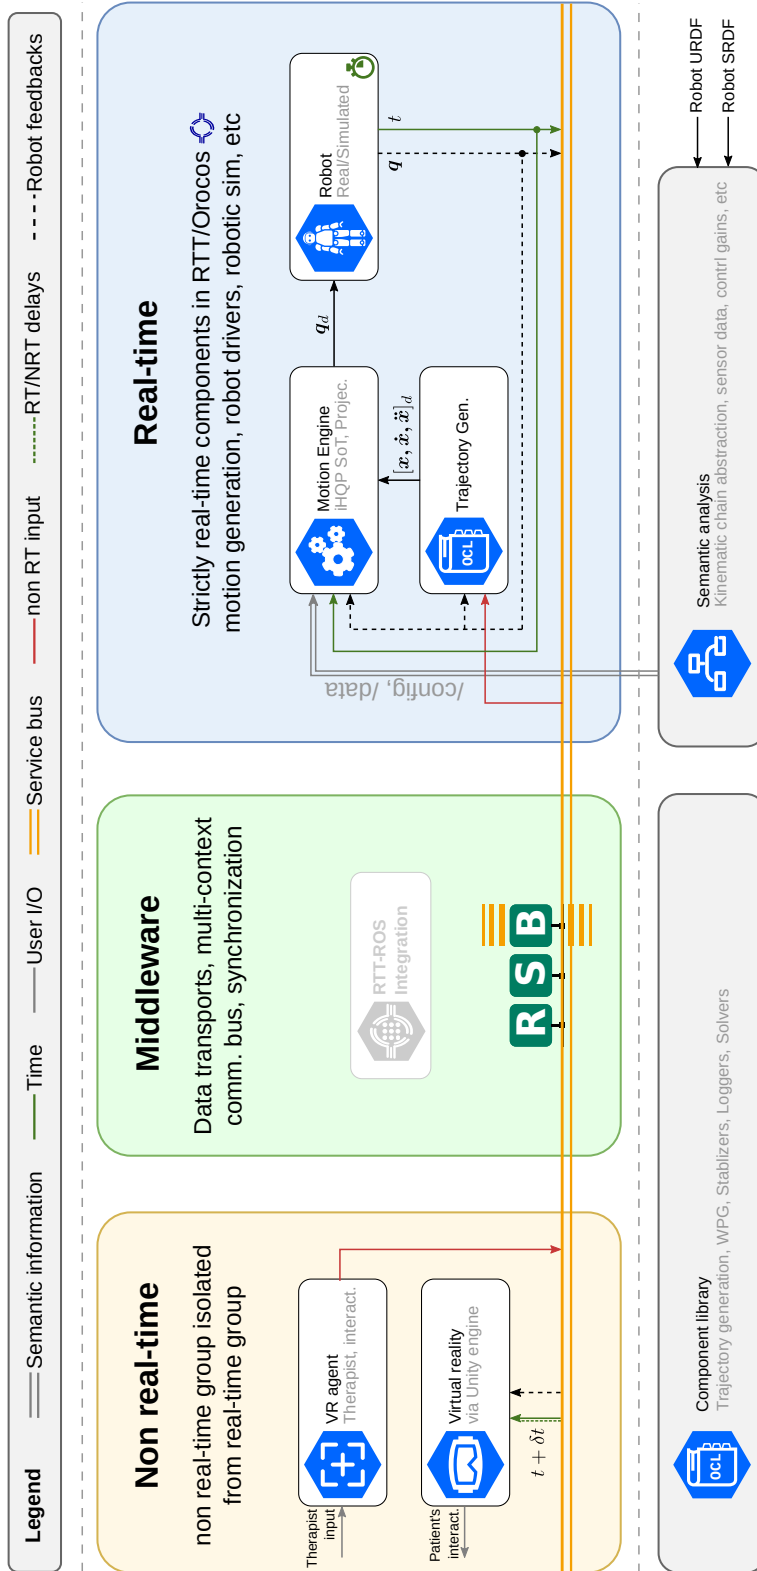 Legend
Semantic information
Time
User I/O
Service bus
non RT input
RT/NRT delays
Robot feedbacks
Non real-time
non real-time group isolated
from real-time group
Therapist
input
VR agent
Therapist, interact.
Patient's
interact.
Virtual reality
via Unity engine
t + δt
Middleware
Data transports, multi-context
comm. bus, synchronization
RTT-ROS
Integration
RSB
Real-time
Strictly real-time components in RTT/Orocos
motion generation, robot drivers, robotic sim, etc
/config, /data
Motion Engine
iHQP SoT, Projec.
q_d
Robot
Real/Simulated
q
t
[x, ẋ, ẍ]_d
OCL
Trajectory Gen.
OCL
Component library
Trajectory generation, WPG, Stablizers, Loggers, Solvers
Semantic analysis
Kinematic chain abstraction, sensor data, contrl gains, etc
Robot URDF
Robot SRDF